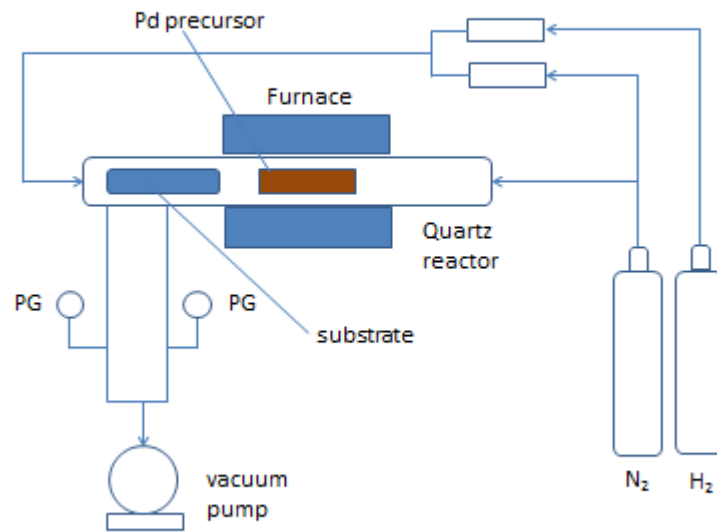 Pd precursor
Furnace
Quartz
reactor
PG
PG
substrate
vacuum
pump
N₂
H₂